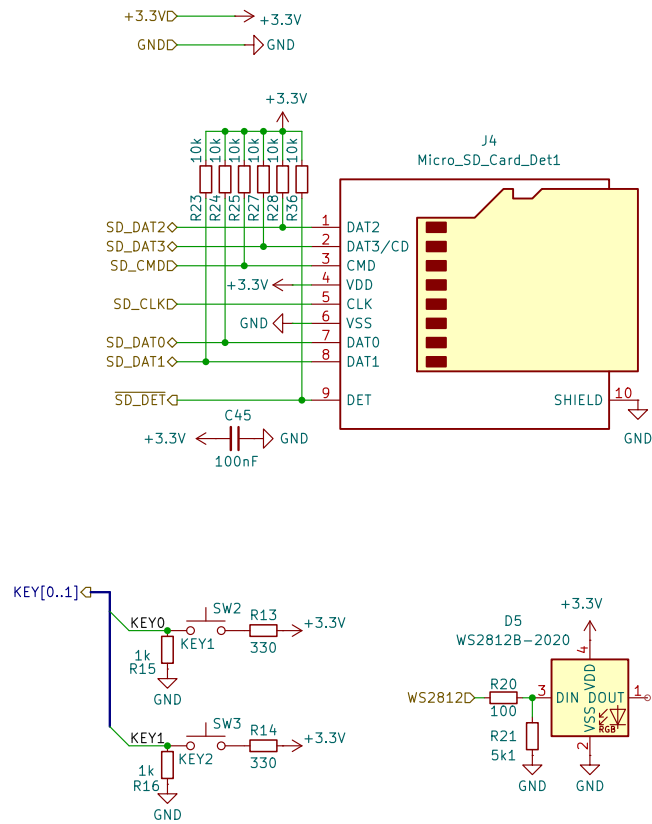 +3.3V +3.3V
GND GND
+3.3V
10k 10k 10k 10k 10k 10k
R23 R24 R25 R27 R28 R36
J4
Micro_SD_Card_Det1
SD_DAT2 1 DAT2
SD_DAT3 2 DAT3/CD
SD_CMD 3 CMD
+3.3V 4 VDD
SD_CLK 5 CLK
GND 6 VSS
SD_DAT0 7 DAT0
SD_DAT1 8 DAT1
SD_DET 9 DET
SHIELD 10
GND
C45
+3.3V GND
100nF
KEY[0..1]
KEY0 SW2 R13 +3.3V
KEY1 330
1k
R15
GND
KEY1 SW3 R14 +3.3V
KEY2 330
1k
R16
GND
+3.3V
D5
WS2812B-2020
4
VDD
WS2812 R20 3 DIN DOUT 1
100
VSS
RGB
R21
5k1
2
GND GND